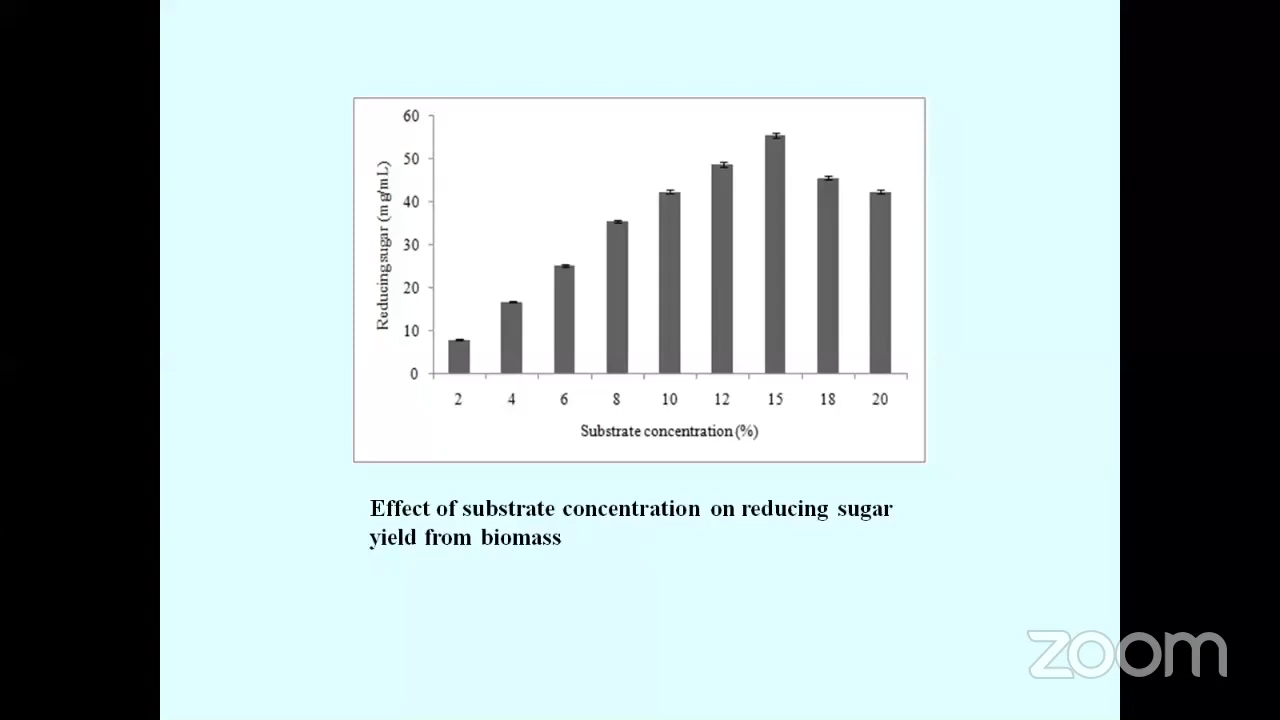 60
50
40
30
20
10
0
Reducing sugar (mg/mL)
2 4 6 8 10 12 15 18 20
Substrate concentration (%)
Effect of substrate concentration on reducing sugar
yield from biomass
zoom